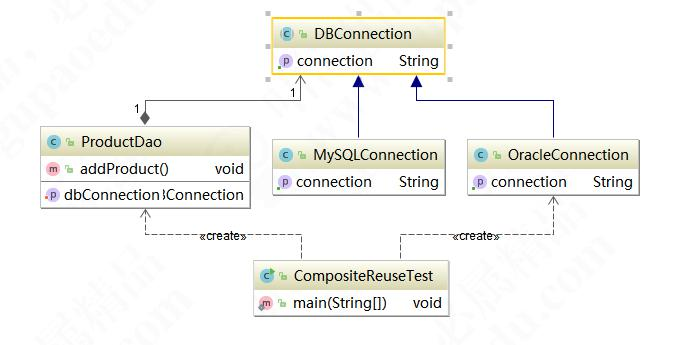 DBConnection
connection String
1
1
ProductDao
addProduct() void
dbConnection Connection
MySQLConnection
connection String
OracleConnection
connection String
«create»
«create»
CompositeReuseTest
main(String[]) void